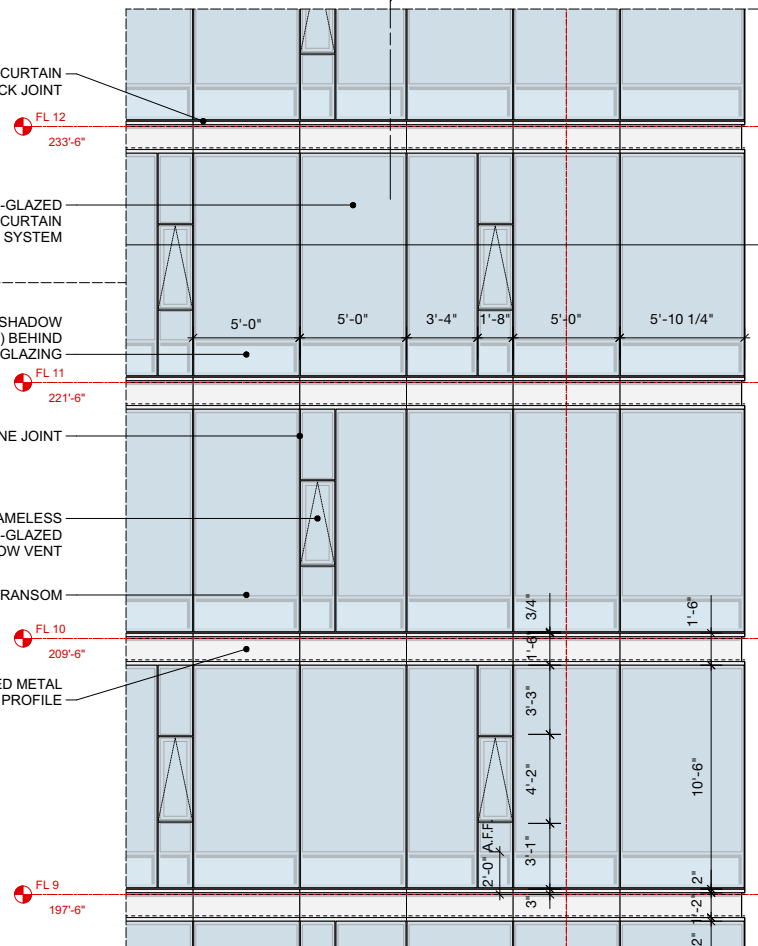 CURTAIN
CK JOINT
FL 12
233'-6"
-GLAZED
CURTAIN
SYSTEM
SHADOW
) BEHIND
GLAZING
5'-0"
5'-0"
3'-4"
1'-8"
5'-0"
5'-10 1/4"
FL 11
221'-6"
NE JOINT
AMELESS
-GLAZED
OW VENT
RANSOM
3/4"
1'-6"
FL 10
209'-6"
1'-6"
ED METAL
PROFILE
3'-3"
4'-2"
10'-6"
3'-1"
2'-0" A.F.F.
FL 9
197'-6"
3"
2"
1'-2"
2"